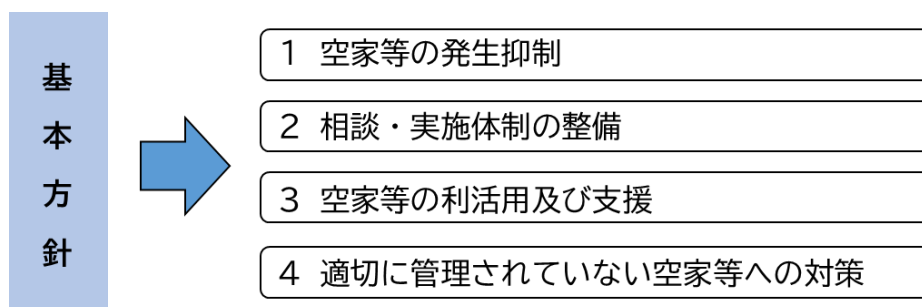 基本方針
1 空家等の発生抑制
2 相談・実施体制の整備
3 空家等の利活用及び支援
4 適切に管理されていない空家等への対策